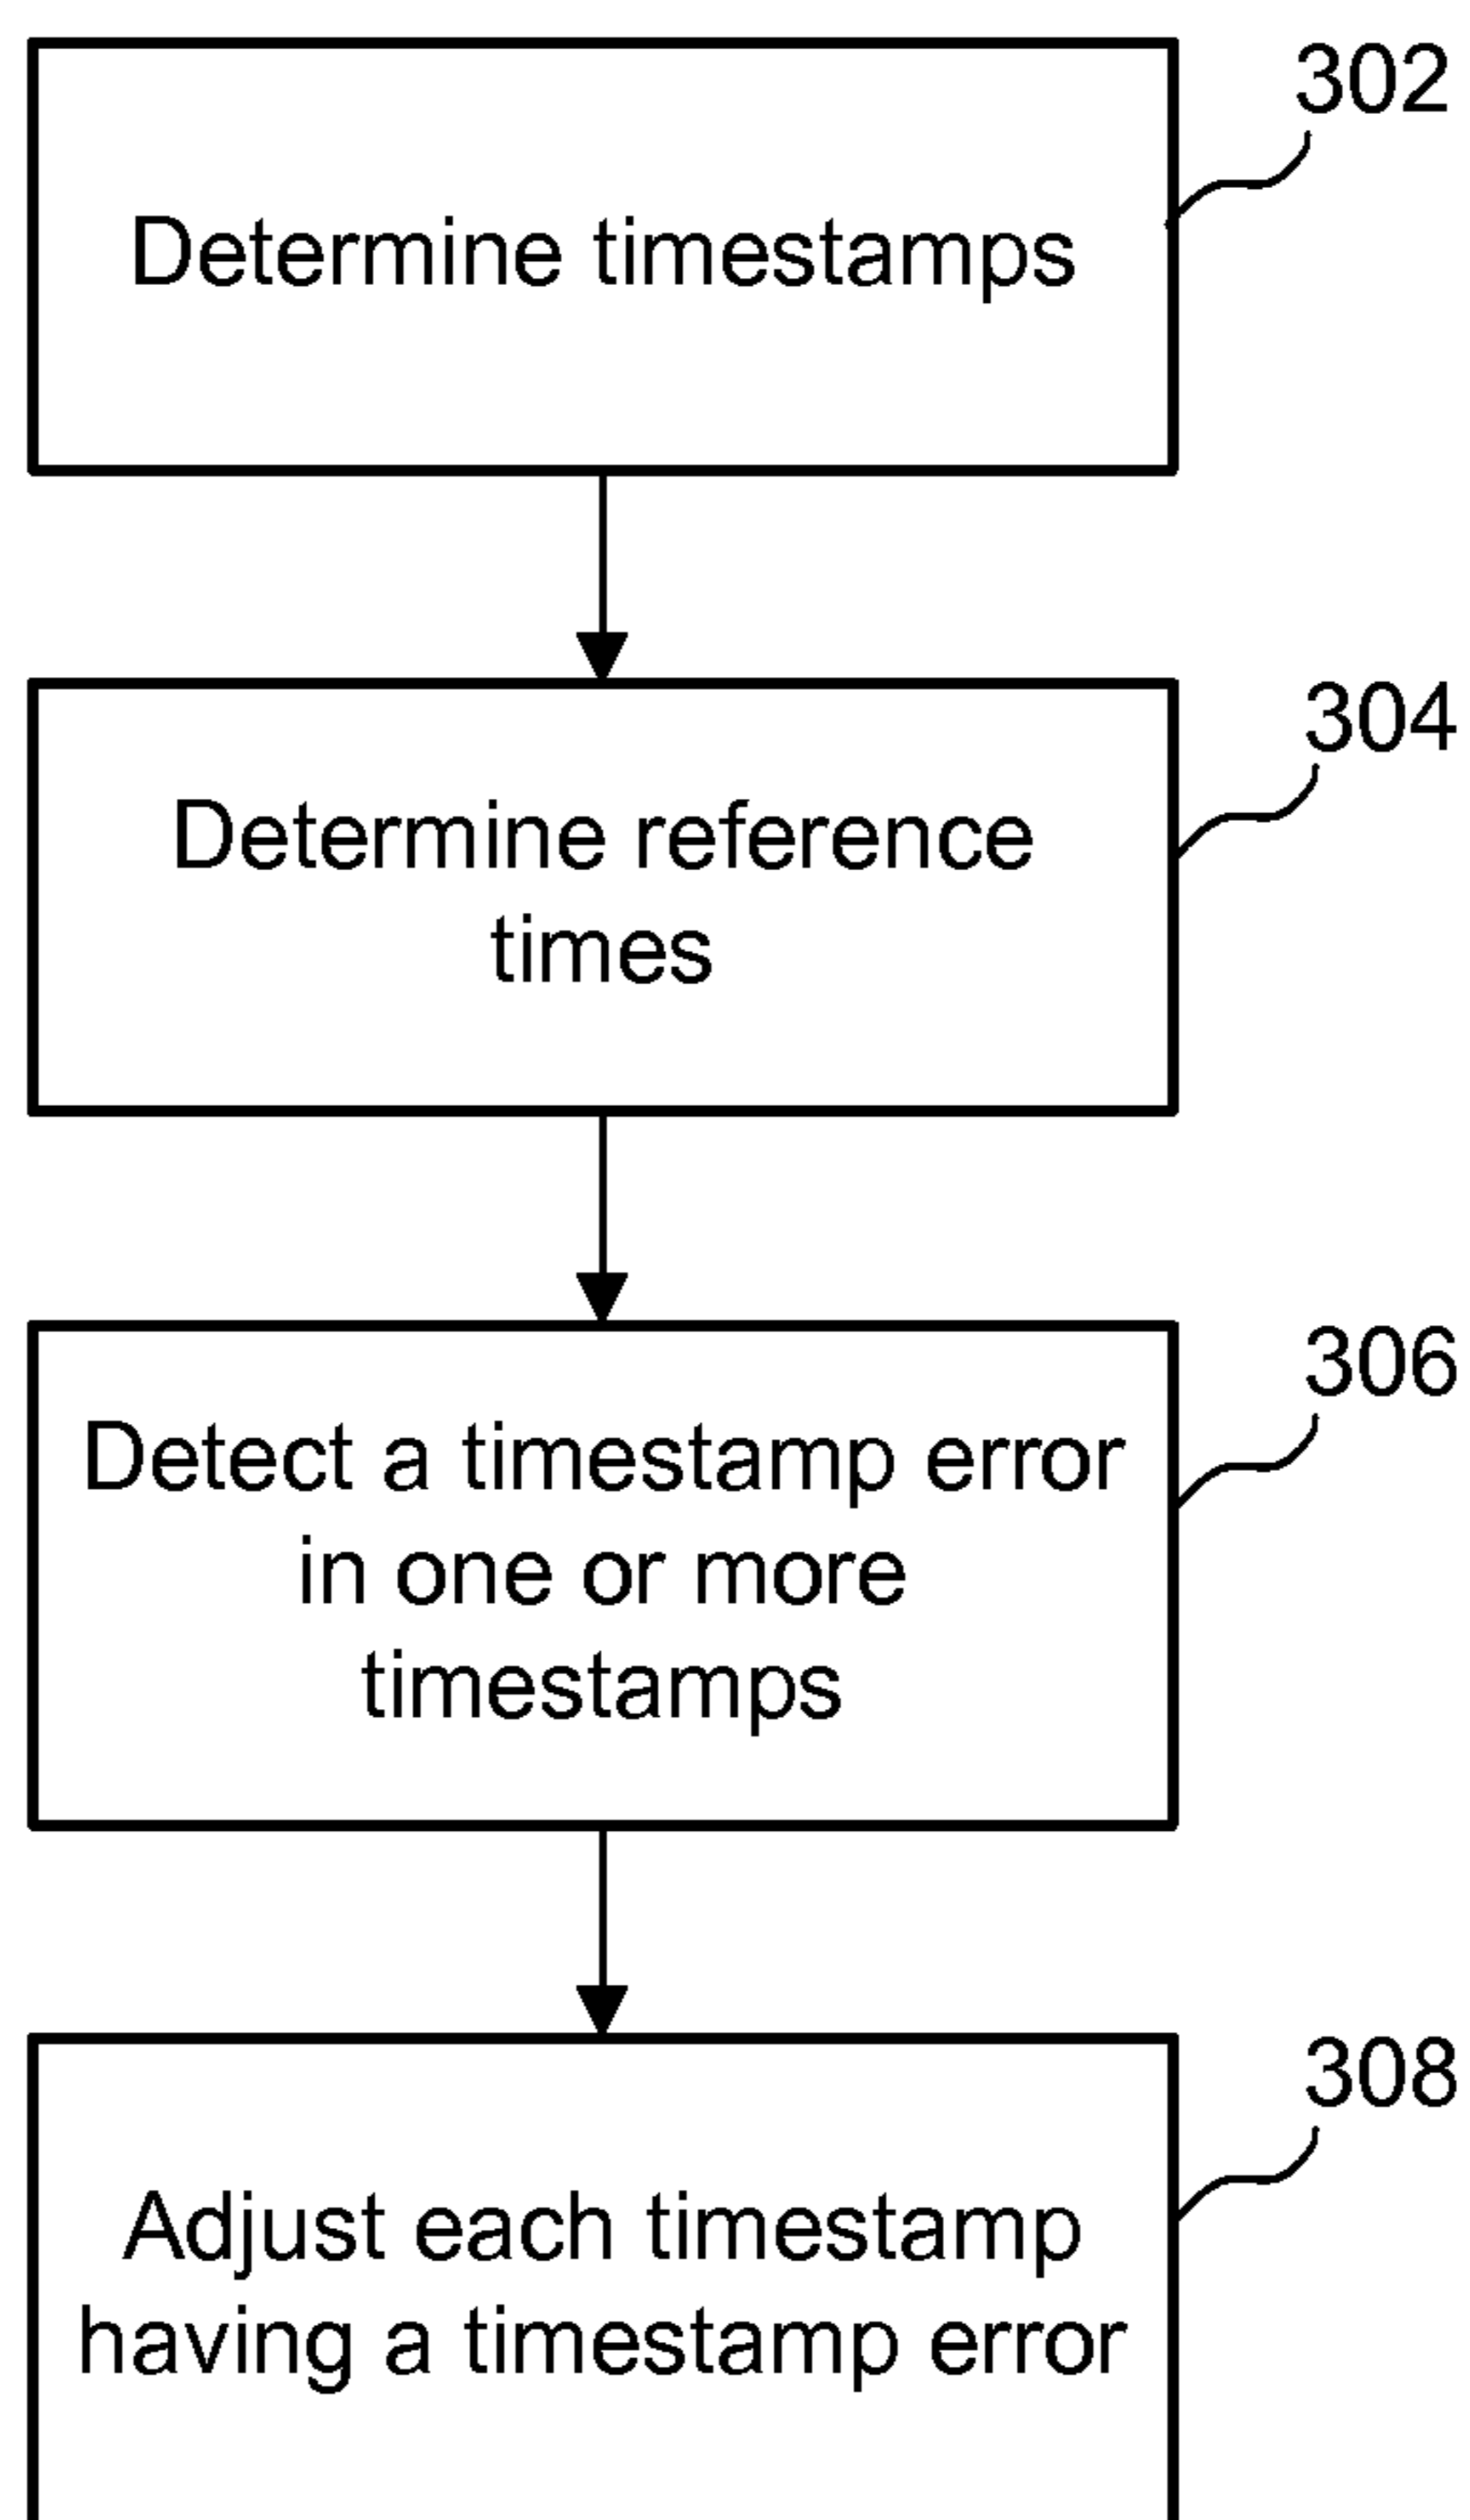 302
Determine timestamps
304
Determine reference
times
306
Detect a timestamp error
in one or more
timestamps
308
Adjust each timestamp
having a timestamp error